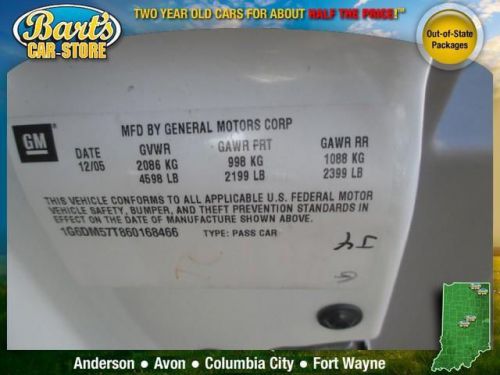 Bart's
CAR-STORE
TWO YEAR OLD CARS FOR ABOUT HALF THE PRICE!™
Out-of-State
Packages
GM
MFD BY GENERAL MOTORS CORP
DATE GVWR GAWR FRT GAWR RR
12/05 2086 KG 998 KG 1088 KG
4598 LB 2199 LB 2399 LB
THIS VEHICLE CONFORMS TO ALL APPLICABLE U.S. FEDERAL MOTOR
VEHICLE SAFETY, BUMPER, AND THEFT PREVENTION STANDARDS IN
EFFECT ON THE DATE OF MANUFACTURE SHOWN ABOVE.
1G6DM57T860168466 TYPE: PASS CAR
Anderson ● Avon ● Columbia City ● Fort Wayne